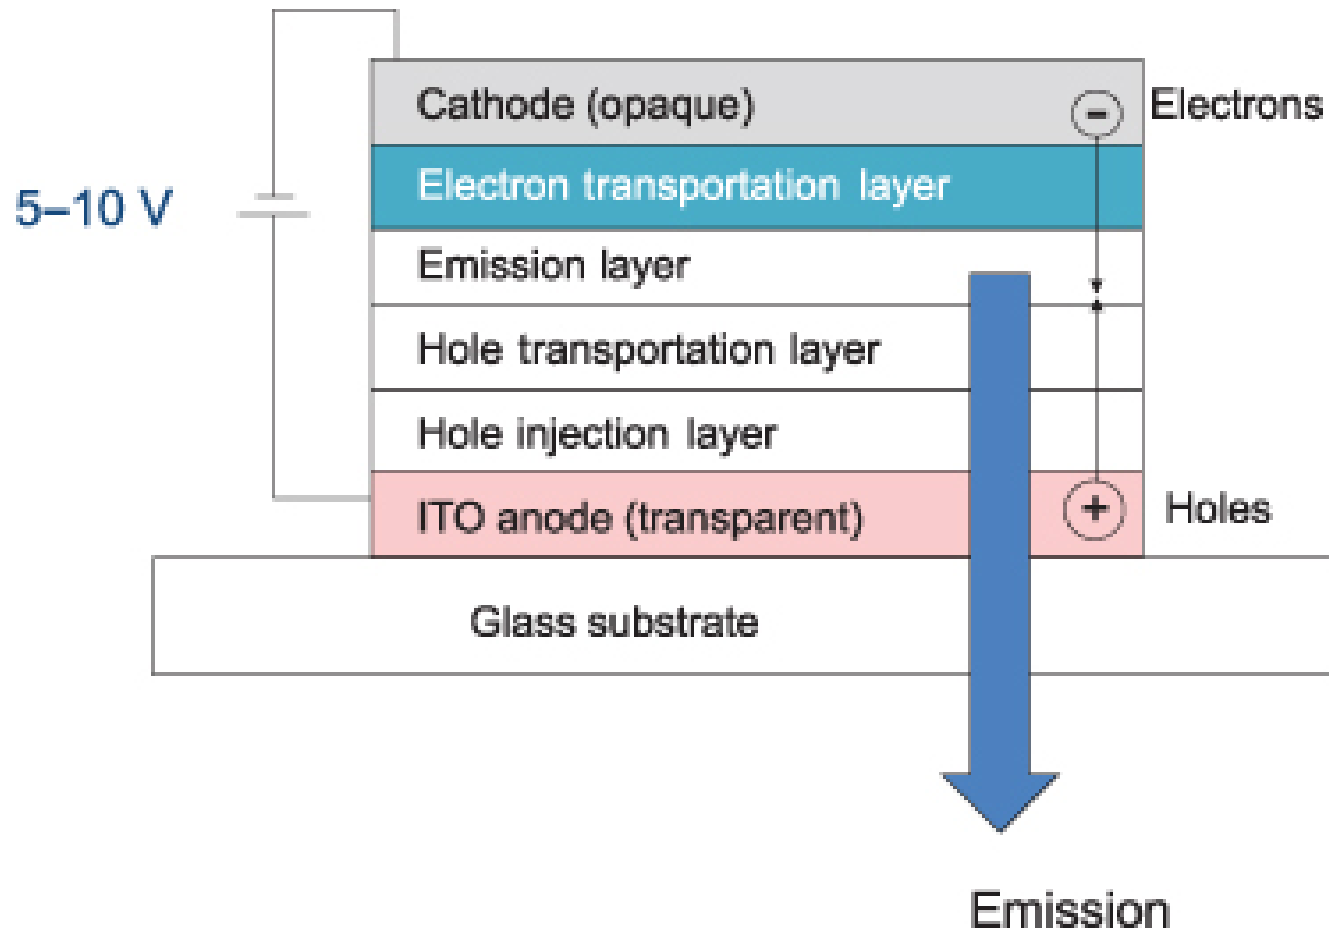 Cathode (opaque)
−
Electrons
Electron transportation layer
5–10 V
Emission layer
Hole transportation layer
Hole injection layer
ITO anode (transparent)
+
Holes
Glass substrate
Emission